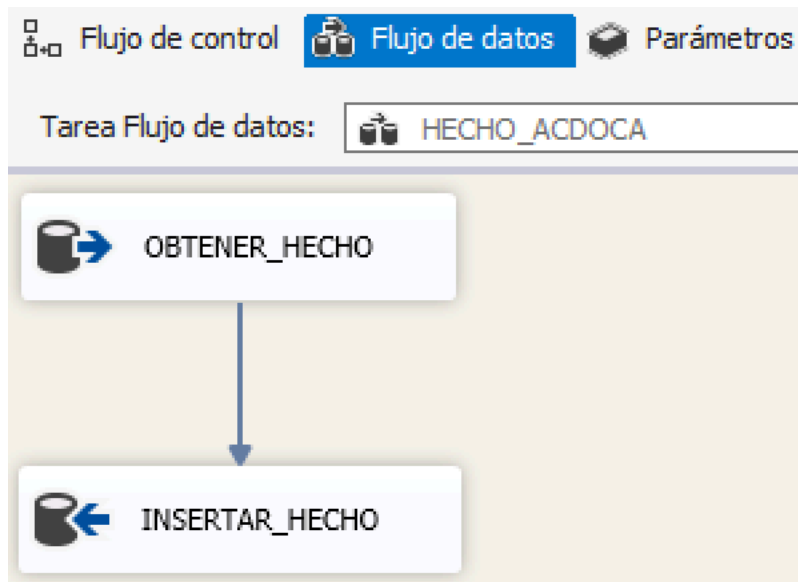 Flujo de control Flujo de datos Parámetros
Tarea Flujo de datos: HECHO_ACDOCA
OBTENER_HECHO
INSERTAR_HECHO